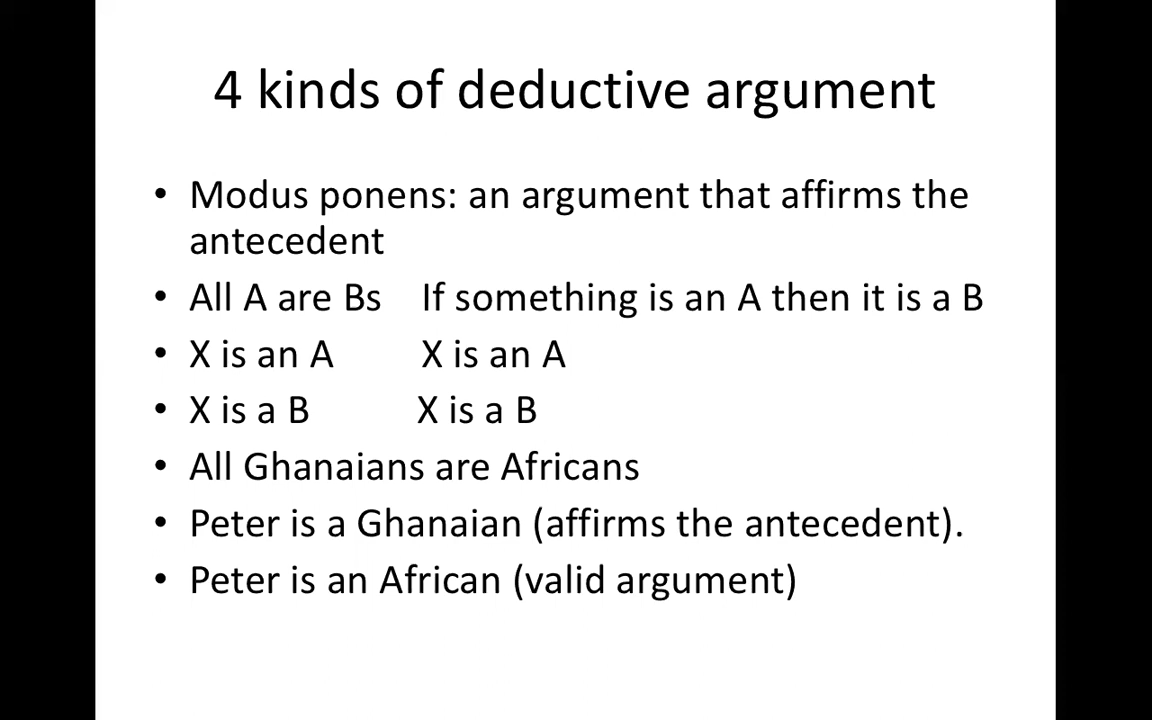 4 kinds of deductive argument
• Modus ponens: an argument that affirms the
antecedent
• All A are Bs    If something is an A then it is a B
• X is an A    X is an A
• X is a B    X is a B
• All Ghanaians are Africans
• Peter is a Ghanaian (affirms the antecedent).
• Peter is an African (valid argument)